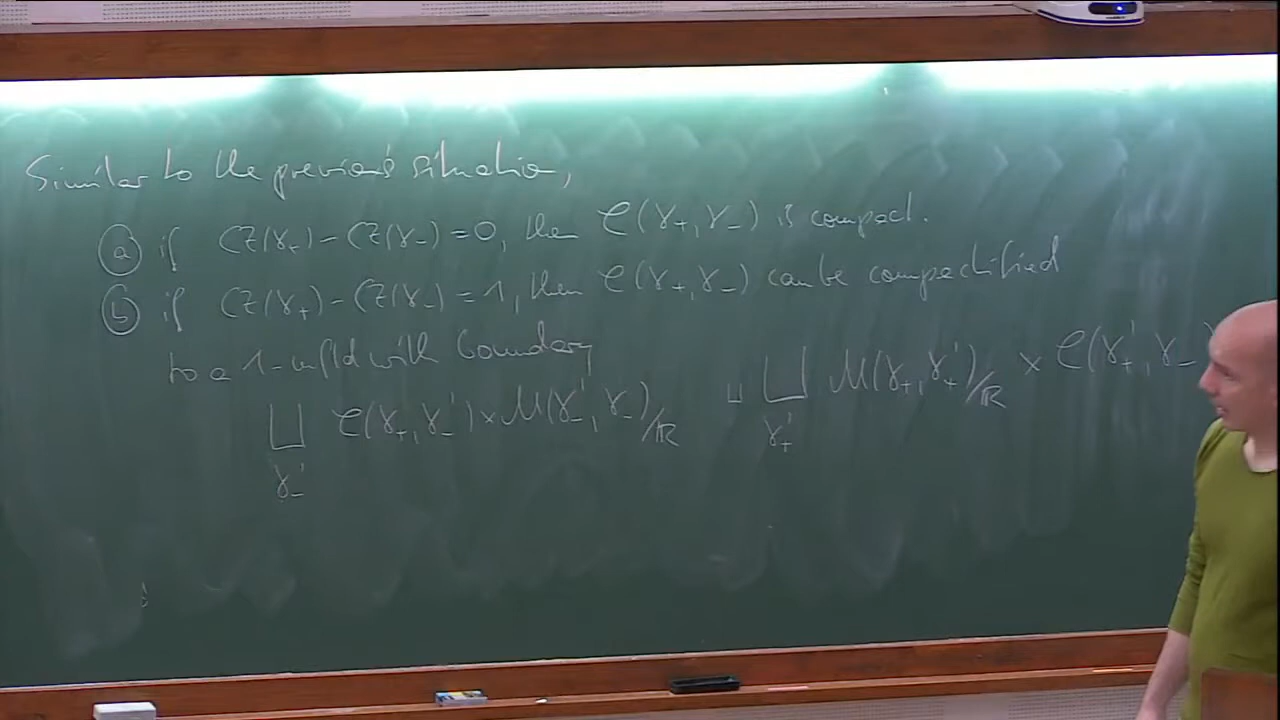 Similar to the previous situation,
(a) if CZ(γ₊)-CZ(γ₋)=0, then 𝒞(γ₊,γ₋) is compact.
(b) if CZ(γ₊)-CZ(γ₋)=1, then 𝒞(γ₊,γ₋) can be compactified
to a 1-mfld with boundary
⊔_{γ₋'} 𝒞(γ₊,γ₋')×ℳ(γ₋',γ₋)/ℝ ⊔ ⊔_{γ₊'} ℳ(γ₊,γ₊')/ℝ × 𝒞(γ₊',γ₋)